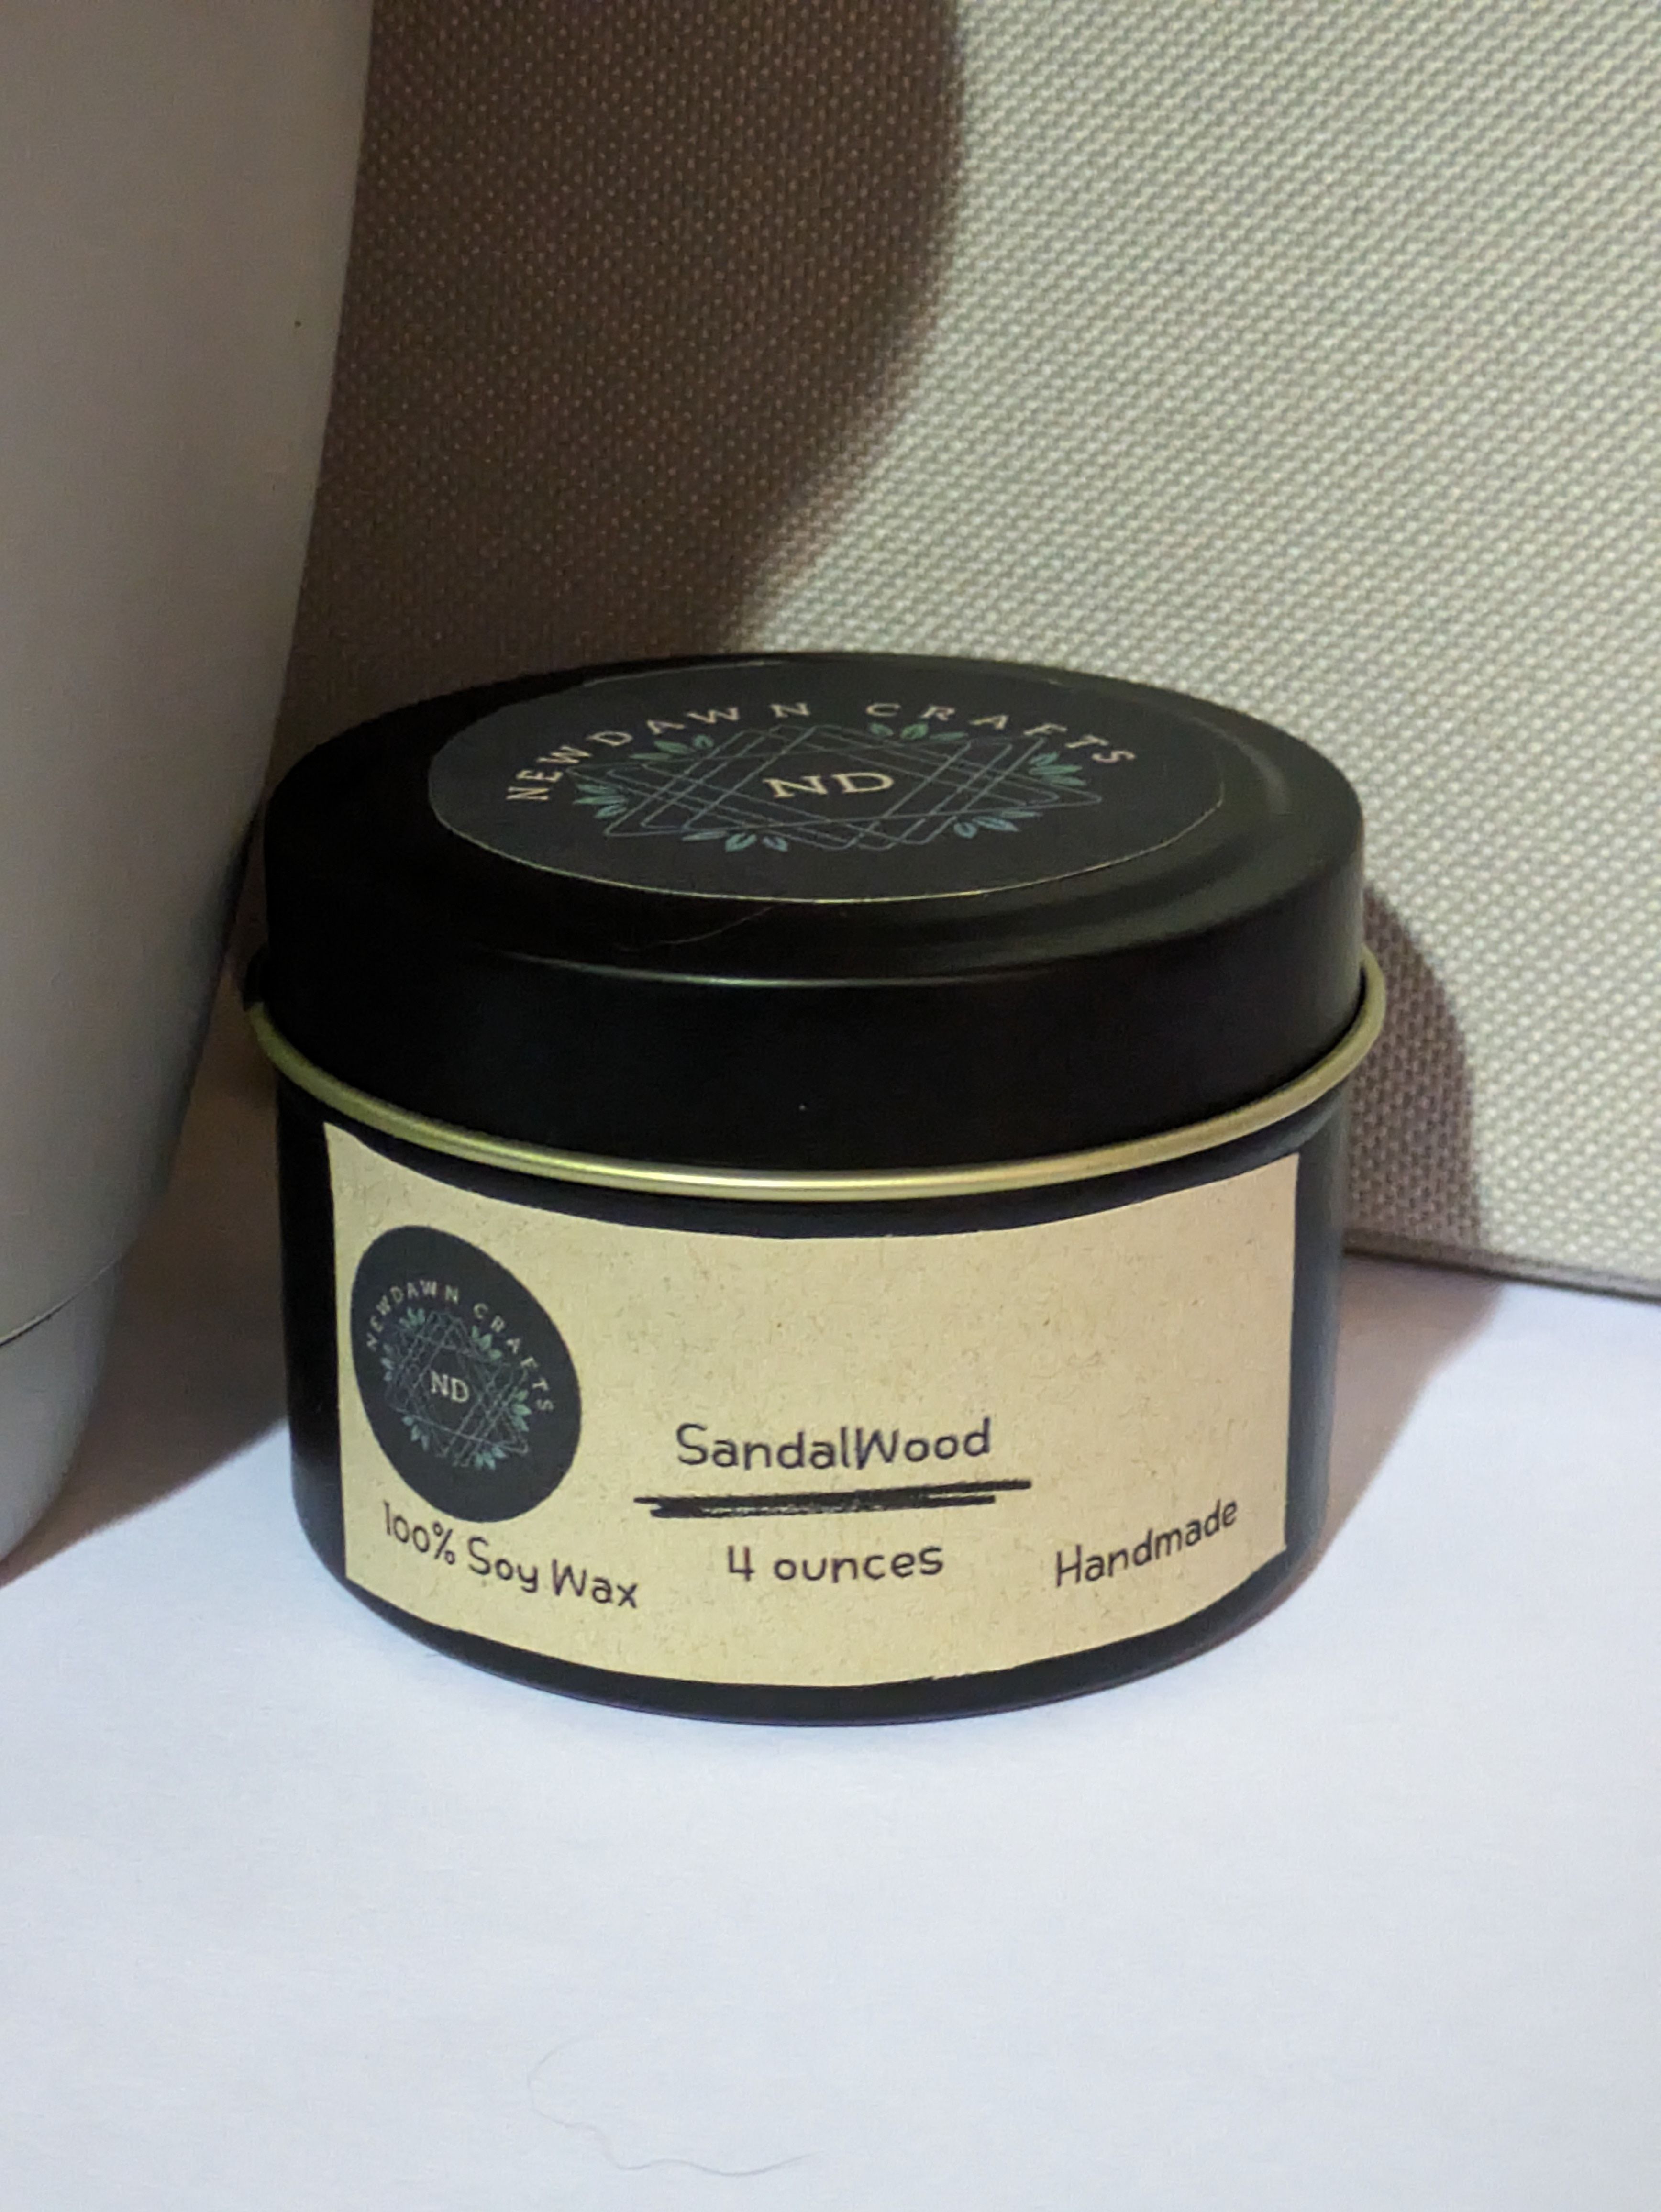 NEWDAWN CRAFTS
ND
NEWDAWN CRAFTS
ND
SandalWood
100% Soy Wax
4 ounces
Handmade